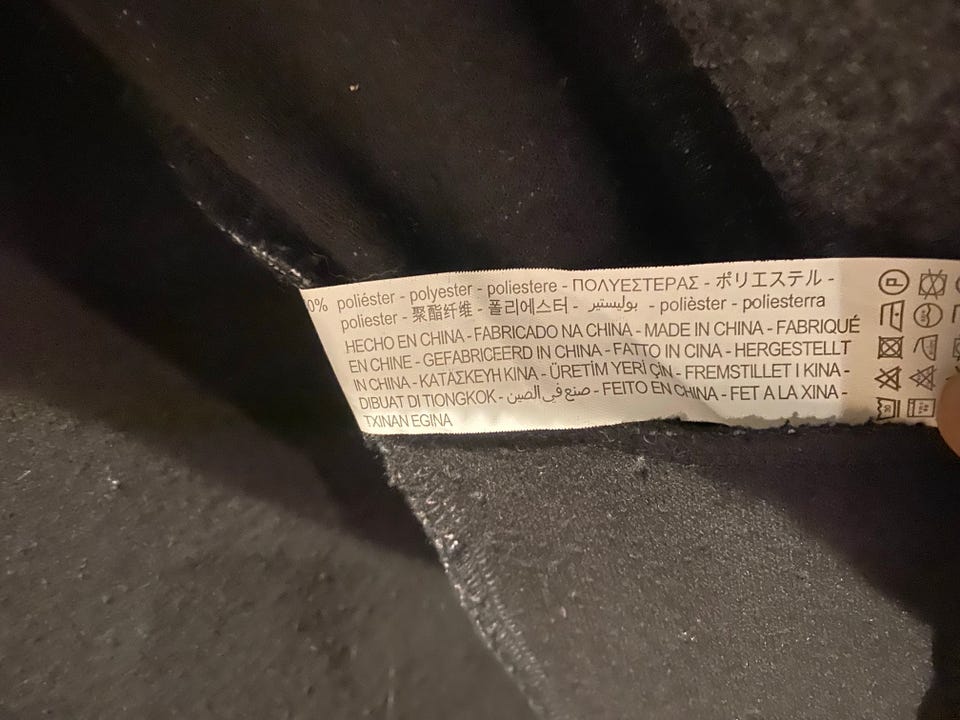 0% polièster - polyester - poliestere - ΠΟΛΥΕΣΤΕΡΑΣ - ポリエステル -
poliester - 聚酯纤维 - 폴리에스터 - بوليستير - polièster - poliesterra
HECHO EN CHINA - FABRICADO NA CHINA - MADE IN CHINA - FABRIQUÉ
EN CHINE - GEFABRICEERD IN CHINA - FATTO IN CINA - HERGESTELLT
IN CHINA - ΚΑΤΑΣΚΕΥΗ ΚΙΝΑ - ÜRETİM YERİ ÇİN - FREMSTILLET I KINA -
DIBUAT DI TIONGKOK - صنع في الصين - FEITO EN CHINA - FET A LA XINA -
TXINAN EGINA
P